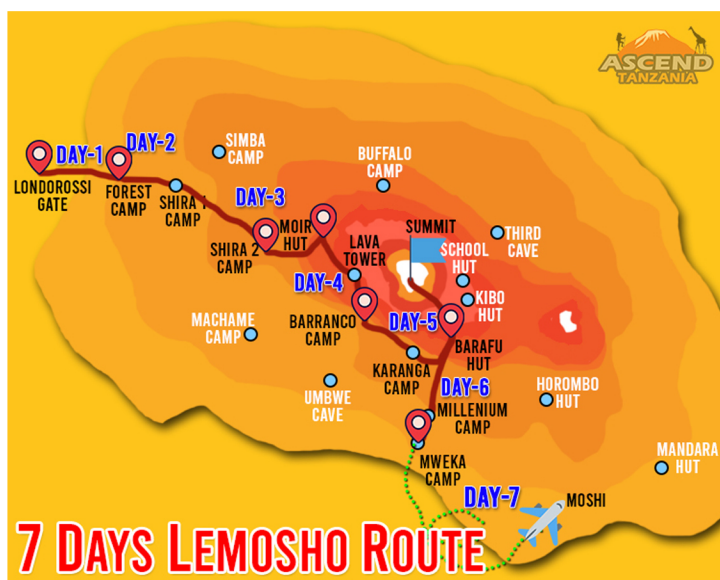 ASCEND
TANZANIA
DAY-1
DAY-2
SIMBA
CAMP
BUFFALO
CAMP
LONDOROSSI
GATE
FOREST
CAMP
SHIRA 1
CAMP
DAY-3
MOIR
HUT
SHIRA 2
CAMP
LAVA
TOWER
SUMMIT
SCHOOL
HUT
THIRD
CAVE
DAY-4
KIBO
HUT
MACHAME
CAMP
BARRANCO
CAMP
DAY-5
BARAFU
HUT
KARANGA
CAMP
UMBWE
CAVE
DAY-6
HOROMBO
HUT
MILLENIUM
CAMP
MWEKA
CAMP
MANDARA
HUT
DAY-7
MOSHI
7 DAYS LEMOSHO ROUTE